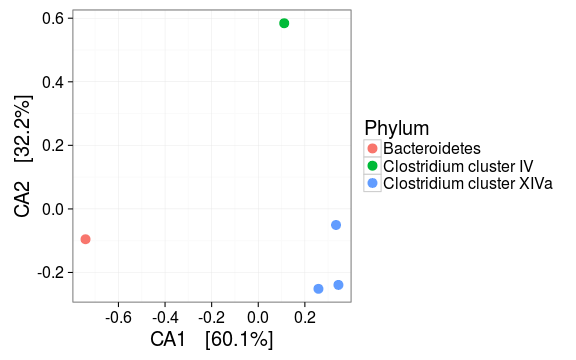 0.6
0.4
0.2
0.0
-0.2
CA2 [32.2%]
-0.6 -0.4 -0.2 0.0 0.2
CA1 [60.1%]
Phylum
Bacteroidetes
Clostridium cluster IV
Clostridium cluster XIVa